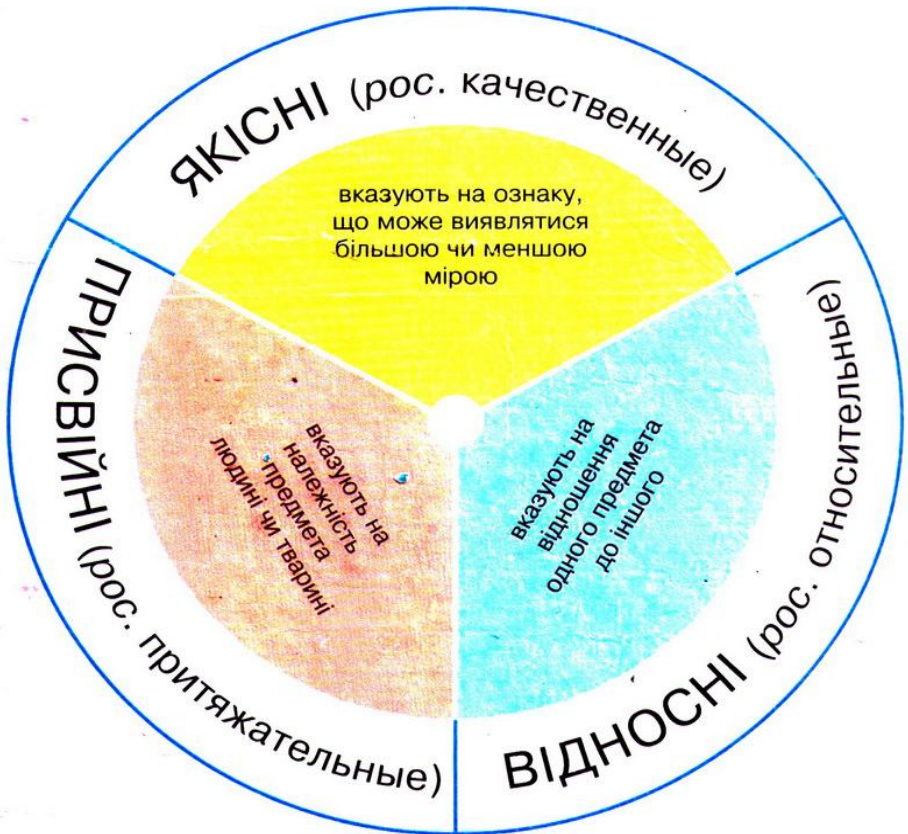 ЯКІСНІ (рос. качественные)
вказують на ознаку,
що може виявлятися
більшою чи меншою
мірою
ПРИСВІЙНІ (рос. притяжательные)
вказують на
належність
предмета
людині чи тварині
ВІДНОСНІ (рос. относительные)
вказують на
відношення
одного предмета
до іншого